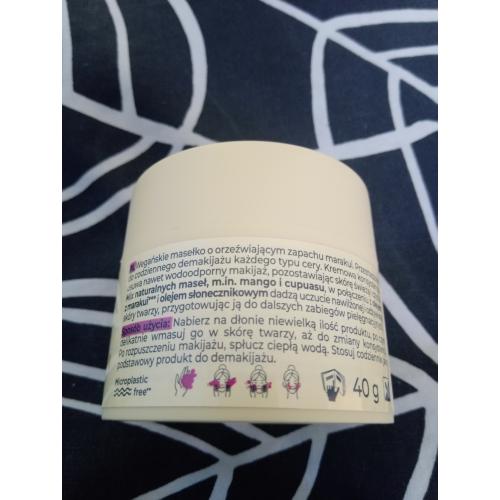 Wegańskie masełko o orzeźwiającym zapachu marakui.
do codziennego demakijażu każdego typu cery. Kremowa
usuwa nawet wodoodporny makijaż, pozostawiając skórę
Mix naturalnych maseł, m.in. mango i cupuasu, w połączeniu
z marakui** i olejem słonecznikowym dadzą uczucie nawilżonej
skóry twarzy, przygotowując ją do dalszych zabiegów
Sposób użycia: Nabierz na dłonie niewielką ilość produktu, po
delikatnie wmasuj go w skórę twarzy, aż do zmiany
Po rozpuszczeniu makijażu, spłucz ciepłą wodą. Stosuj codziennie
podstawowy produkt do demakijażu.
Microplastic
free**
40 g